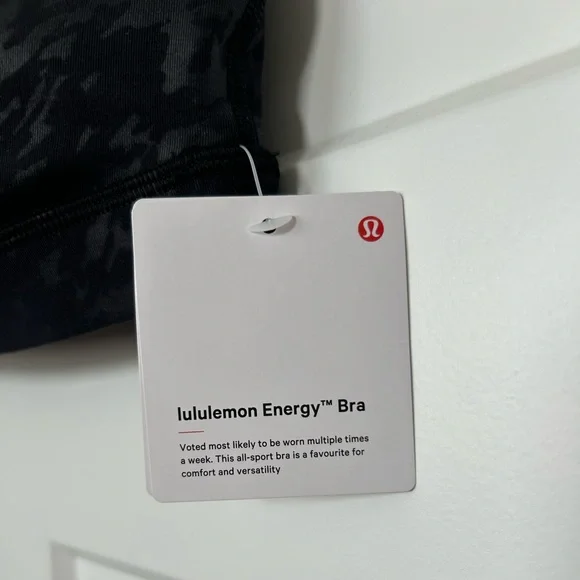 lululemon Energy™ Bra
Voted most likely to be worn multiple times
a week. This all-sport bra is a favourite for
comfort and versatility